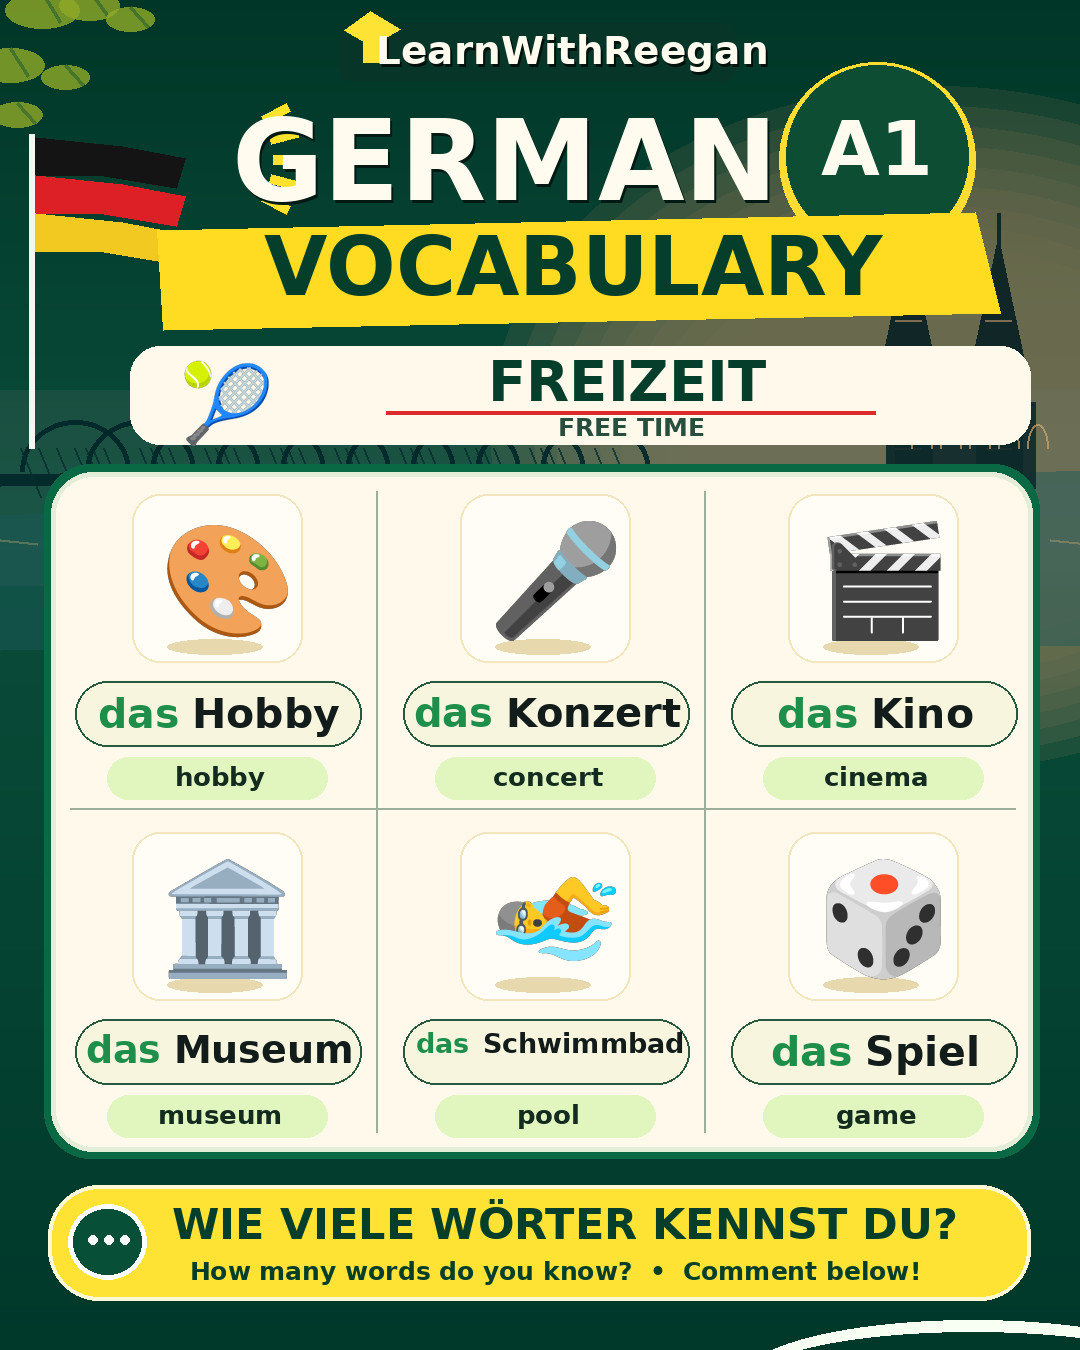 LearnWithReegan
GERMAN
A1
VOCABULARY
FREIZEIT
FREE TIME
das Hobby
hobby
das Konzert
concert
das Kino
cinema
das Museum
museum
das Schwimmbad
pool
das Spiel
game
WIE VIELE WÖRTER KENNST DU?
How many words do you know? • Comment below!